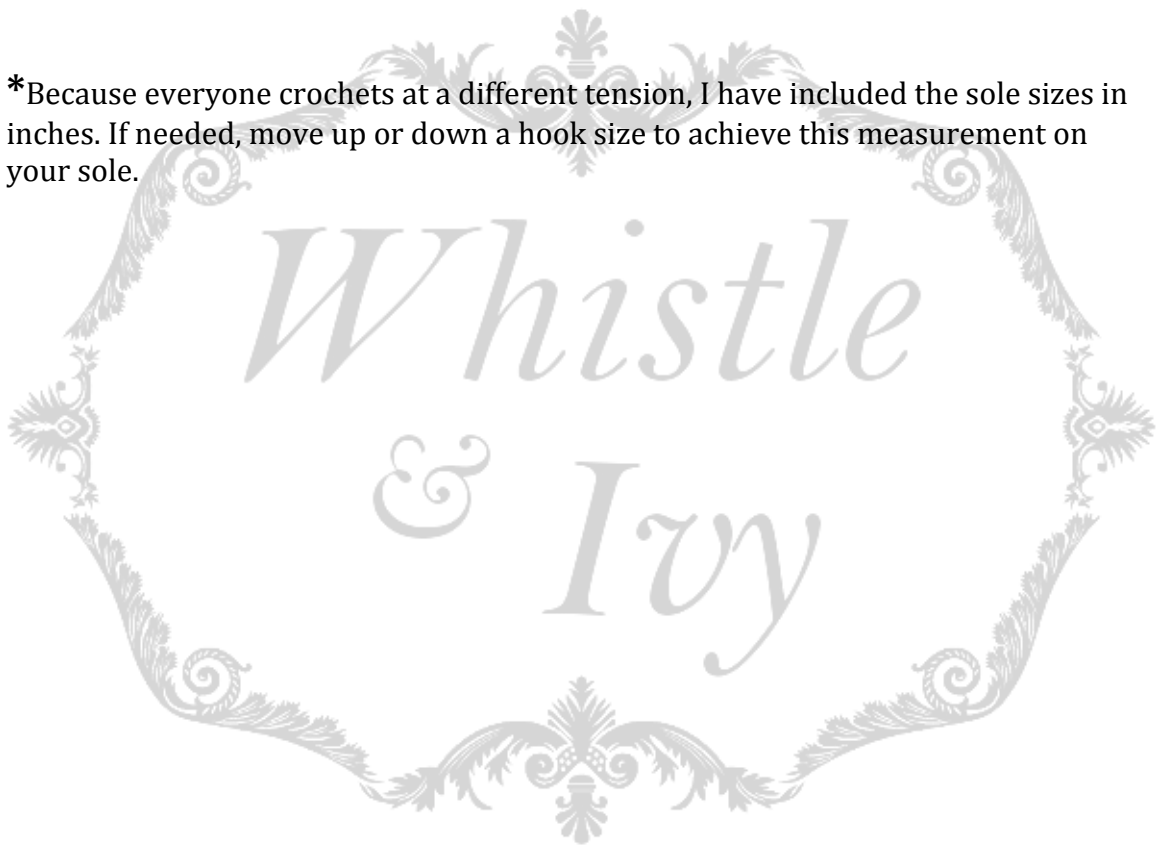 *Because everyone crochets at a different tension, I have included the sole sizes in
inches. If needed, move up or down a hook size to achieve this measurement on
your sole.
Whistle
& Ivy